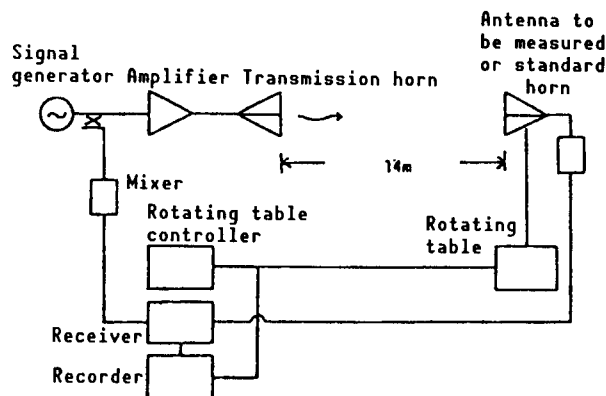 Signal
generator Amplifier Transmission horn
Antenna to
be measured
or standard
horn
14m
Mixer
Rotating table
controller
Rotating
table
Receiver
Recorder